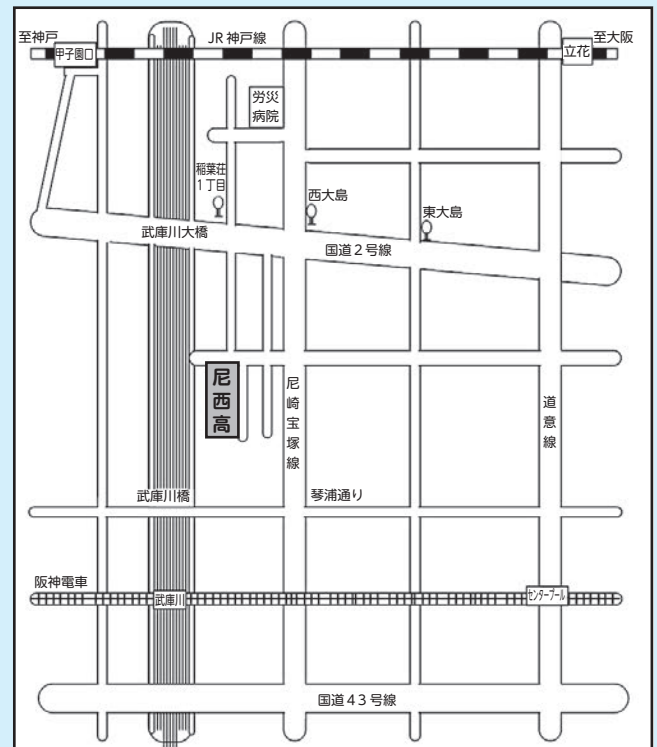 至神戸
JR 神戸線
至大阪
甲子園口
立花
労災
病院
稲葉荘
1丁目
西大島
東大島
武庫川大橋
国道2号線
尼西高
尼崎宝塚線
道意線
武庫川橋
琴浦通り
阪神電車
武庫川
センタープール
国道43号線